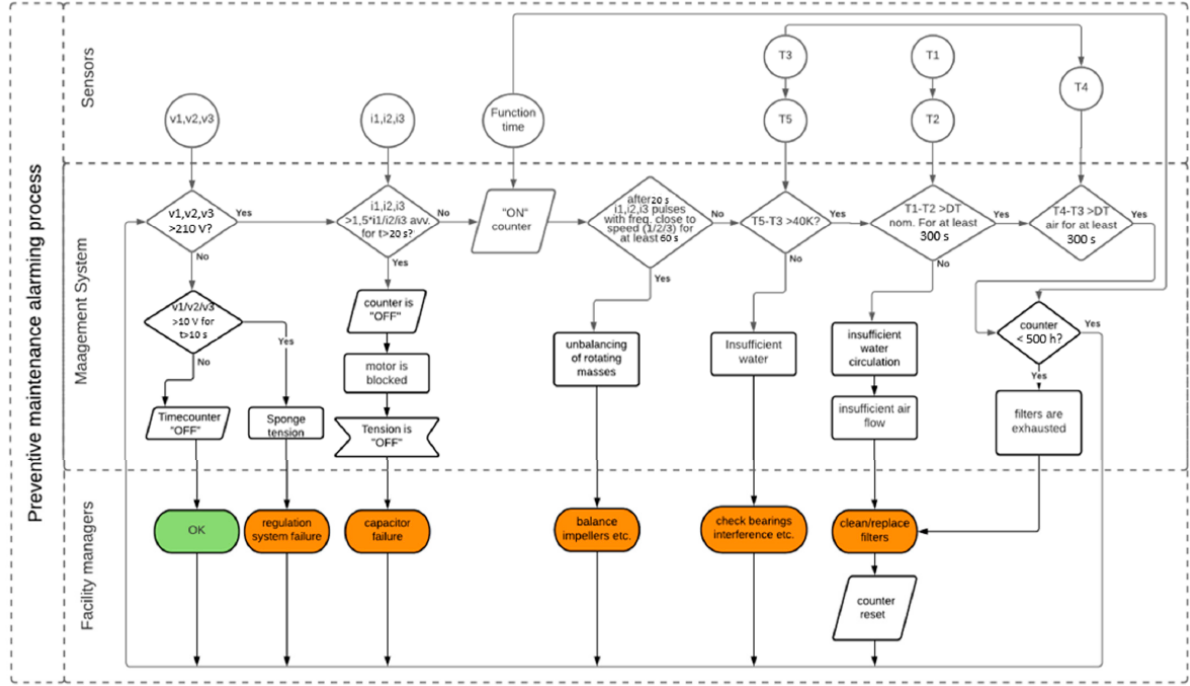 Preventive maintenance alarming process
Sensors
T3
T1
T4
v1,v2,v3
i1,i2,i3
Function
time
T5
T2
Maagement System
v1,v2,v3
>210 V?
Yes
No
i1,i2,i3
>1,5*i1/i2/i3 avv.
for t>20 s?
No
Yes
"ON"
counter
after20 s
i1,i2,i3 pulses
with freq. close to
speed (1/2/3) for
at least 60 s
No
Yes
T5-T3 >40K?
Yes
No
T1-T2 >DT
nom. For at least
300 s
Yes
No
T4-T3 >DT
air for at least
300 s
Yes
v1/v2/v3
>10 V for
t>10 s
Yes
No
counter is
"OFF"
motor is
blocked
Tension is
"OFF"
unbalancing
of rotating
masses
Insufficient
water
insufficient
water
circulation
insufficient air
flow
counter
< 500 h?
Yes
Yes
filters are
exhausted
Timecounter
"OFF"
Sponge
tension
Facility managers
OK
regulation
system failure
capacitor
failure
balance
impellers etc.
check bearings
interference etc.
clean/replace
filters
counter
reset